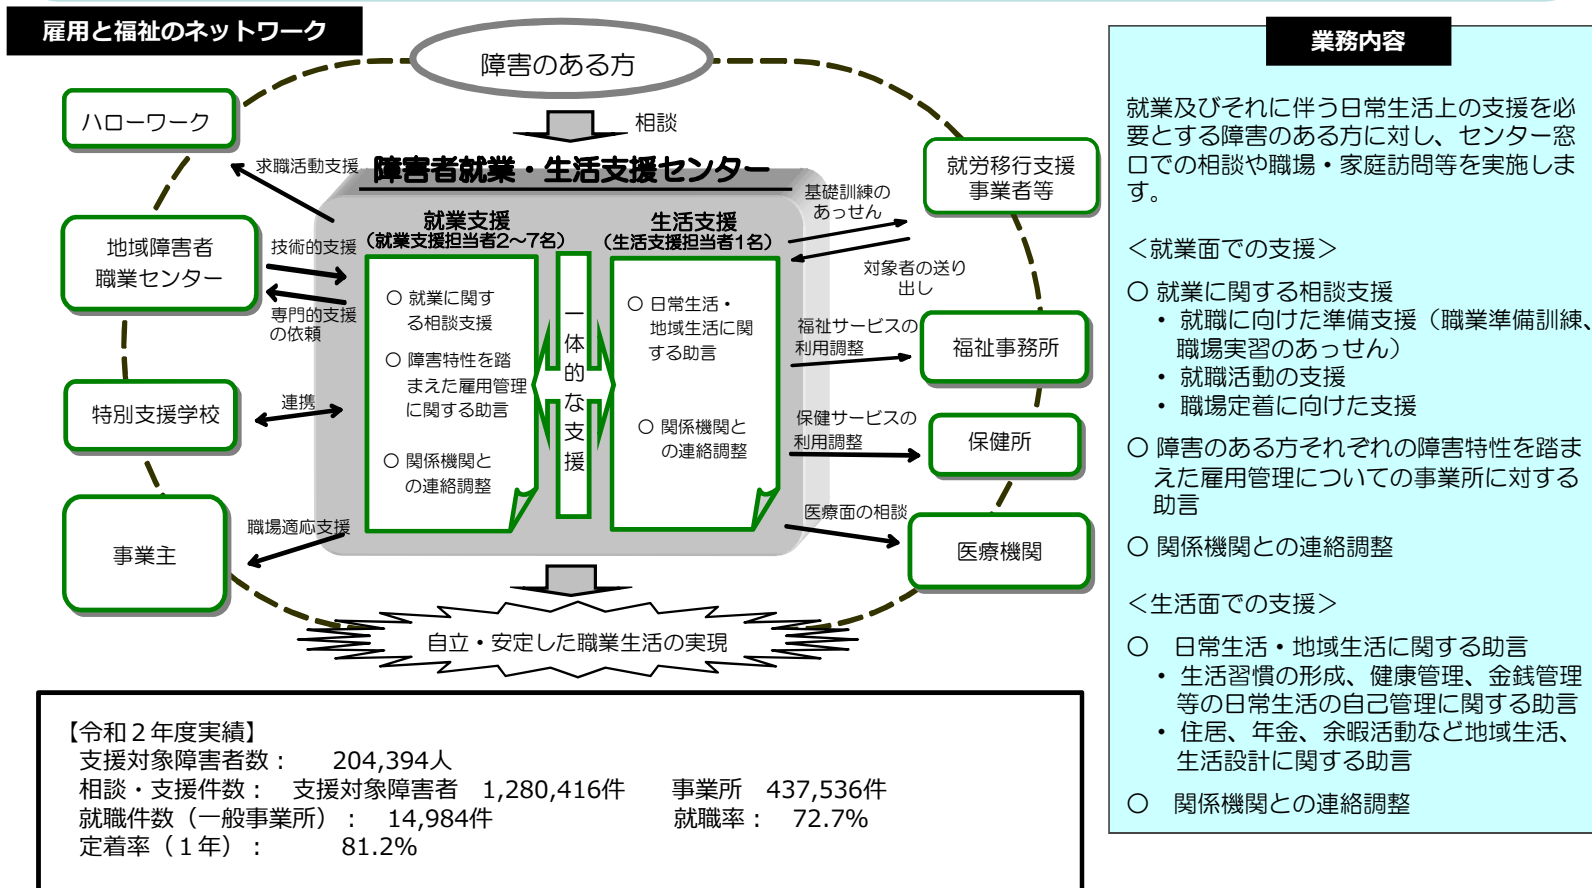 雇用と福祉のネットワーク
障害のある方
相談
ハローワーク
求職活動支援
地域障害者
職業センター
技術的支援
専門的支援
の依頼
特別支援学校
連携
事業主
職場適応支援
障害者就業・生活支援センター
就業支援
(就業支援担当者2～7名)
○ 就業に関す
る相談支援
○ 障害特性を踏
まえた雇用管理
に関する助言
○ 関係機関と
の連絡調整
一体的な支援
生活支援
(生活支援担当者1名)
○ 日常生活・
地域生活に関
する助言
○ 関係機関と
の連絡調整
基礎訓練の
あっせん
対象者の送り
出し
就労移行支援
事業者等
福祉サービスの
利用調整
福祉事務所
保健サービスの
利用調整
保健所
医療面の相談
医療機関
自立・安定した職業生活の実現
【令和２年度実績】
支援対象障害者数： 204,394人
相談・支援件数： 支援対象障害者 1,280,416件 事業所 437,536件
就職件数（一般事業所）： 14,984件 就職率： 72.7%
定着率（１年）： 81.2%
業務内容
就業及びそれに伴う日常生活上の支援を必
要とする障害のある方に対し、センター窓
口での相談や職場・家庭訪問等を実施しま
す。
＜就業面での支援＞
○ 就業に関する相談支援
・ 就職に向けた準備支援（職業準備訓練、
職場実習のあっせん）
・ 就職活動の支援
・ 職場定着に向けた支援
○ 障害のある方それぞれの障害特性を踏ま
えた雇用管理についての事業所に対する
助言
○ 関係機関との連絡調整
＜生活面での支援＞
○ 日常生活・地域生活に関する助言
・ 生活習慣の形成、健康管理、金銭管理
等の日常生活の自己管理に関する助言
・ 住居、年金、余暇活動など地域生活、
生活設計に関する助言
○ 関係機関との連絡調整